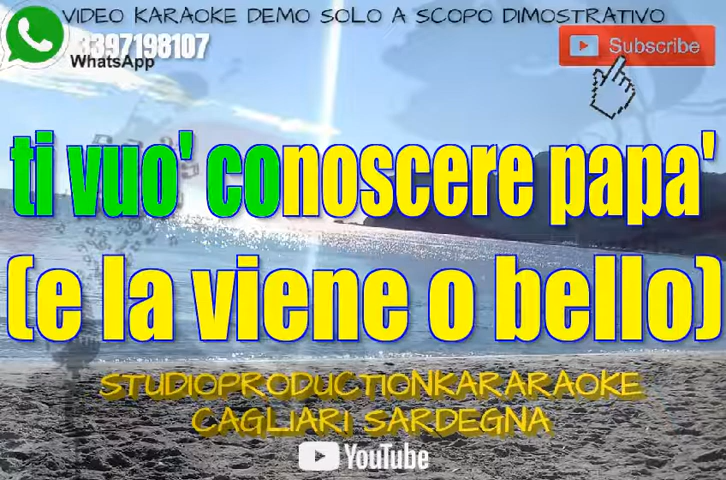 VIDEO KARAOKE DEMO SOLO A SCOPO DIMOSTRATIVO
3397198107
WhatsApp
Subscribe
ti vuo' conoscere papa'
(e la viene o bello)
STUDIOPRODUCTIONKARARAOKE
CAGLIARI SARDEGNA
YouTube